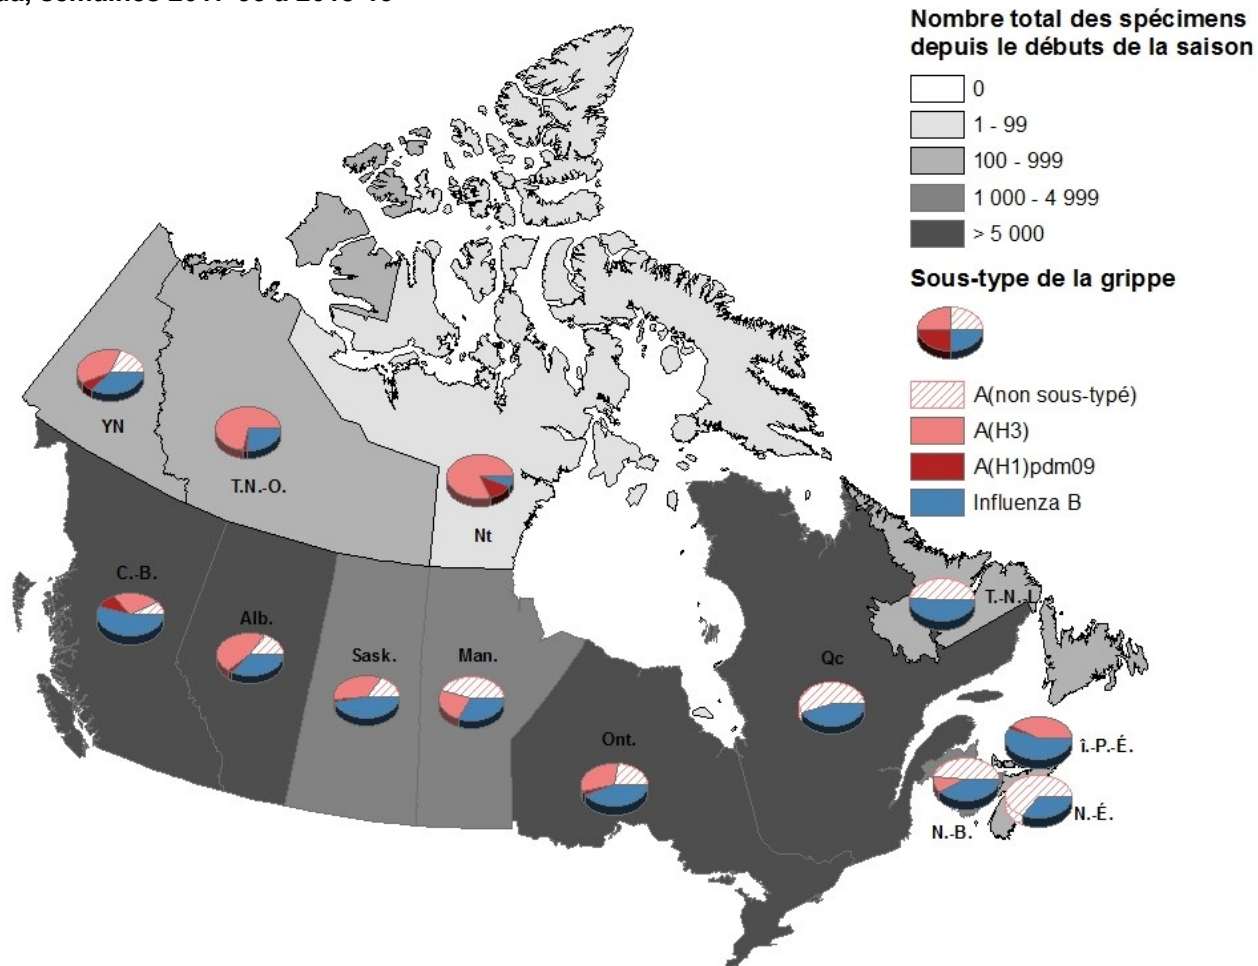 Nombre total des spécimens
depuis le débuts de la saison
0
1 - 99
100 - 999
1 000 - 4 999
> 5 000
Sous-type de la grippe
A(non sous-typé)
A(H3)
A(H1)pdm09
Influenza B
YN
T.N.-O.
Nt
C.-B.
Alb.
Sask.
Man.
Ont.
Qc
T.-N.-L.
î.-P.-É.
N.-É.
N.-B.